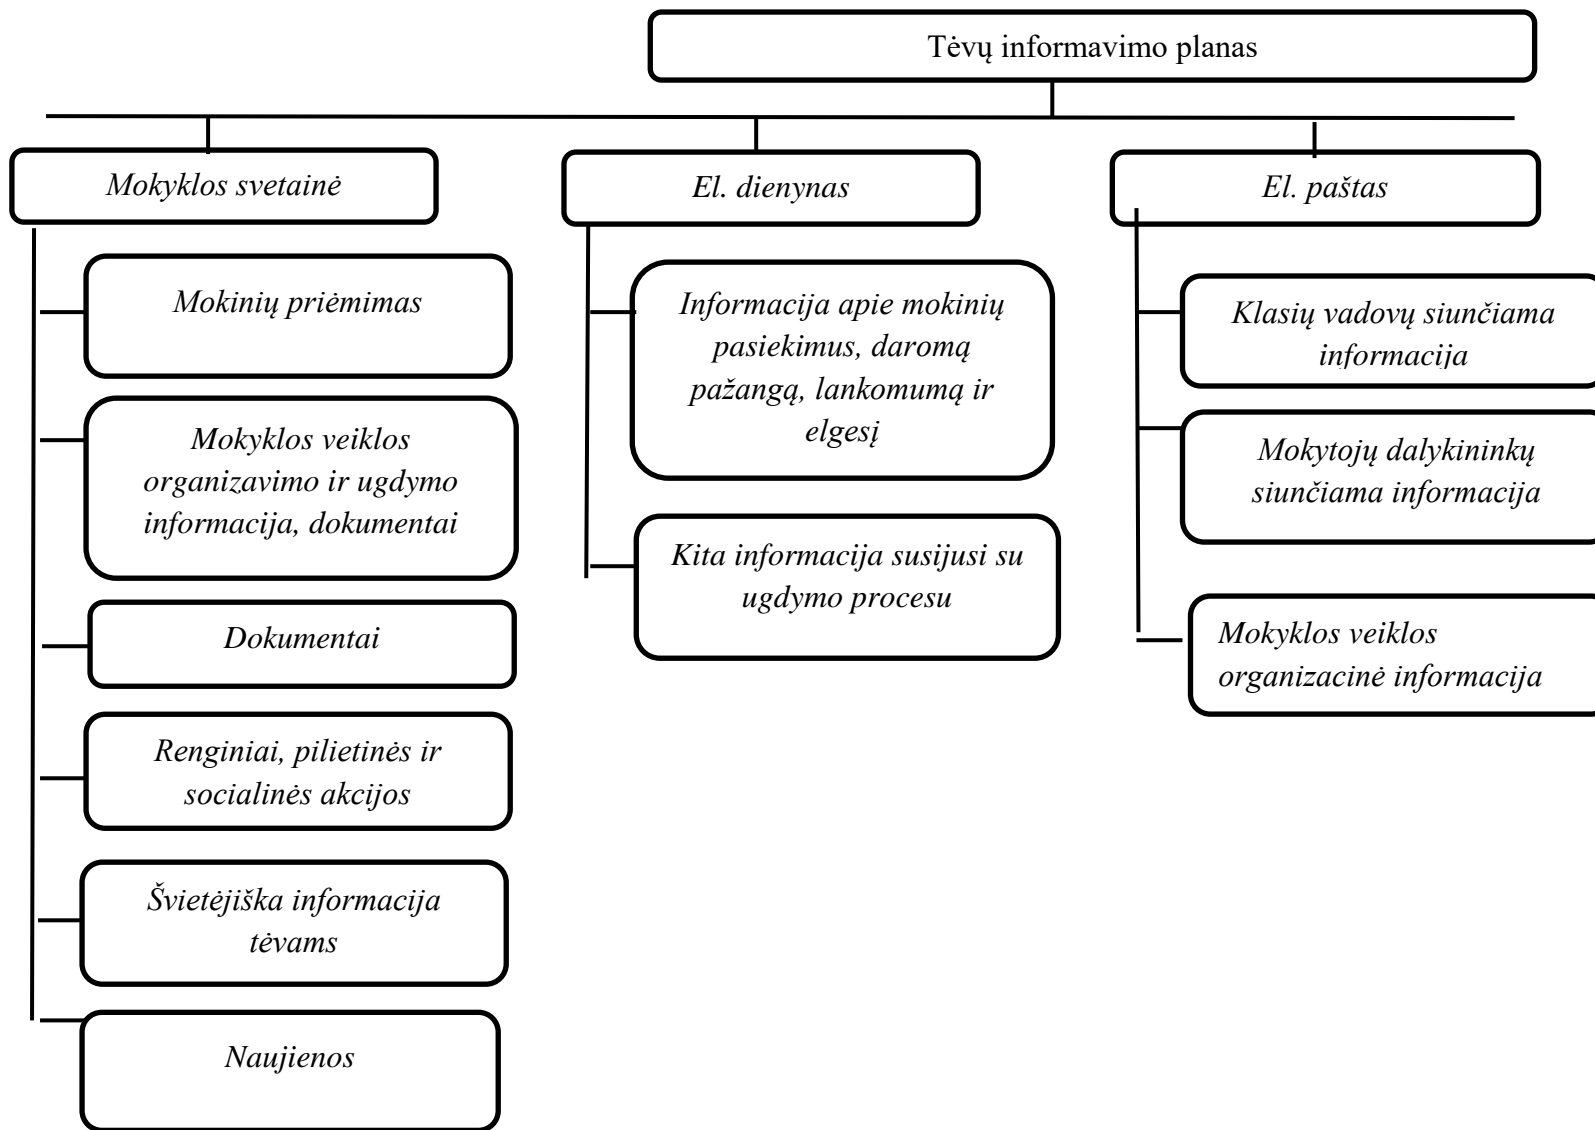 Tėvų informavimo planas
Mokyklos svetainė
El. dienynas
El. paštas
Mokinių priėmimas
Mokyklos veiklos
organizavimo ir ugdymo
informacija, dokumentai
Dokumentai
Renginiai, pilietinės ir
socialinės akcijos
Švietėjiška informacija
tėvams
Naujienos
Informacija apie mokinių
pasiekimus, daromą
pažangą, lankomumą ir
elgesį
Kita informacija susijusi su
ugdymo procesu
Klasių vadovų siunčiama
informacija
Mokytojų dalykininkų
siunčiama informacija
Mokyklos veiklos
organizacinė informacija